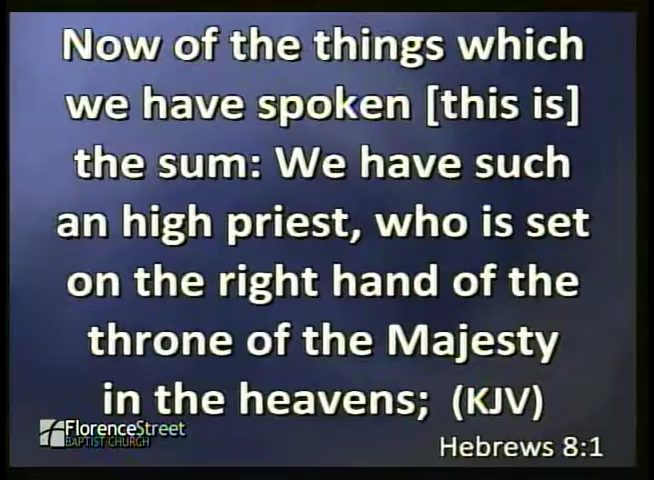 Now of the things which
we have spoken [this is]
the sum: We have such
an high priest, who is set
on the right hand of the
throne of the Majesty
in the heavens; (KJV)
FlorenceStreet
BAPTIST CHURCH
Hebrews 8:1